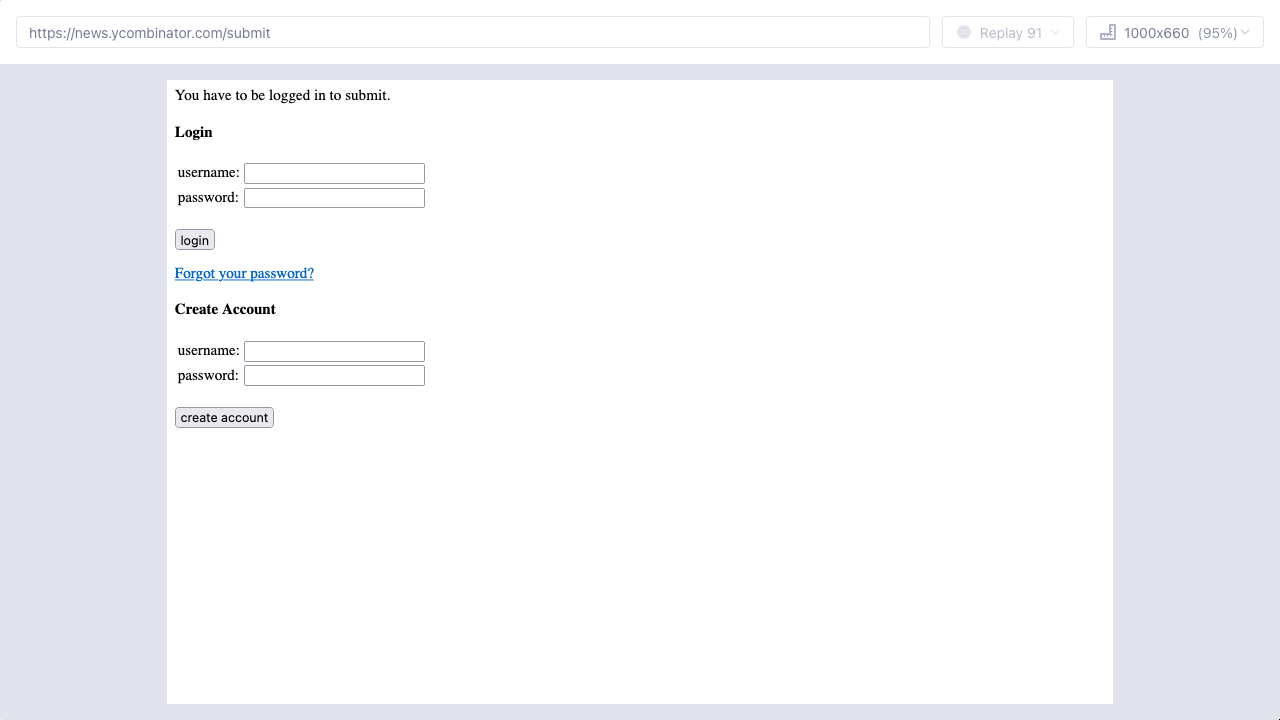 https://news.ycombinator.com/submit
Replay 91
1000x660 (95%)
You have to be logged in to submit.
Login
username:
password:
login
Forgot your password?
Create Account
username:
password:
create account